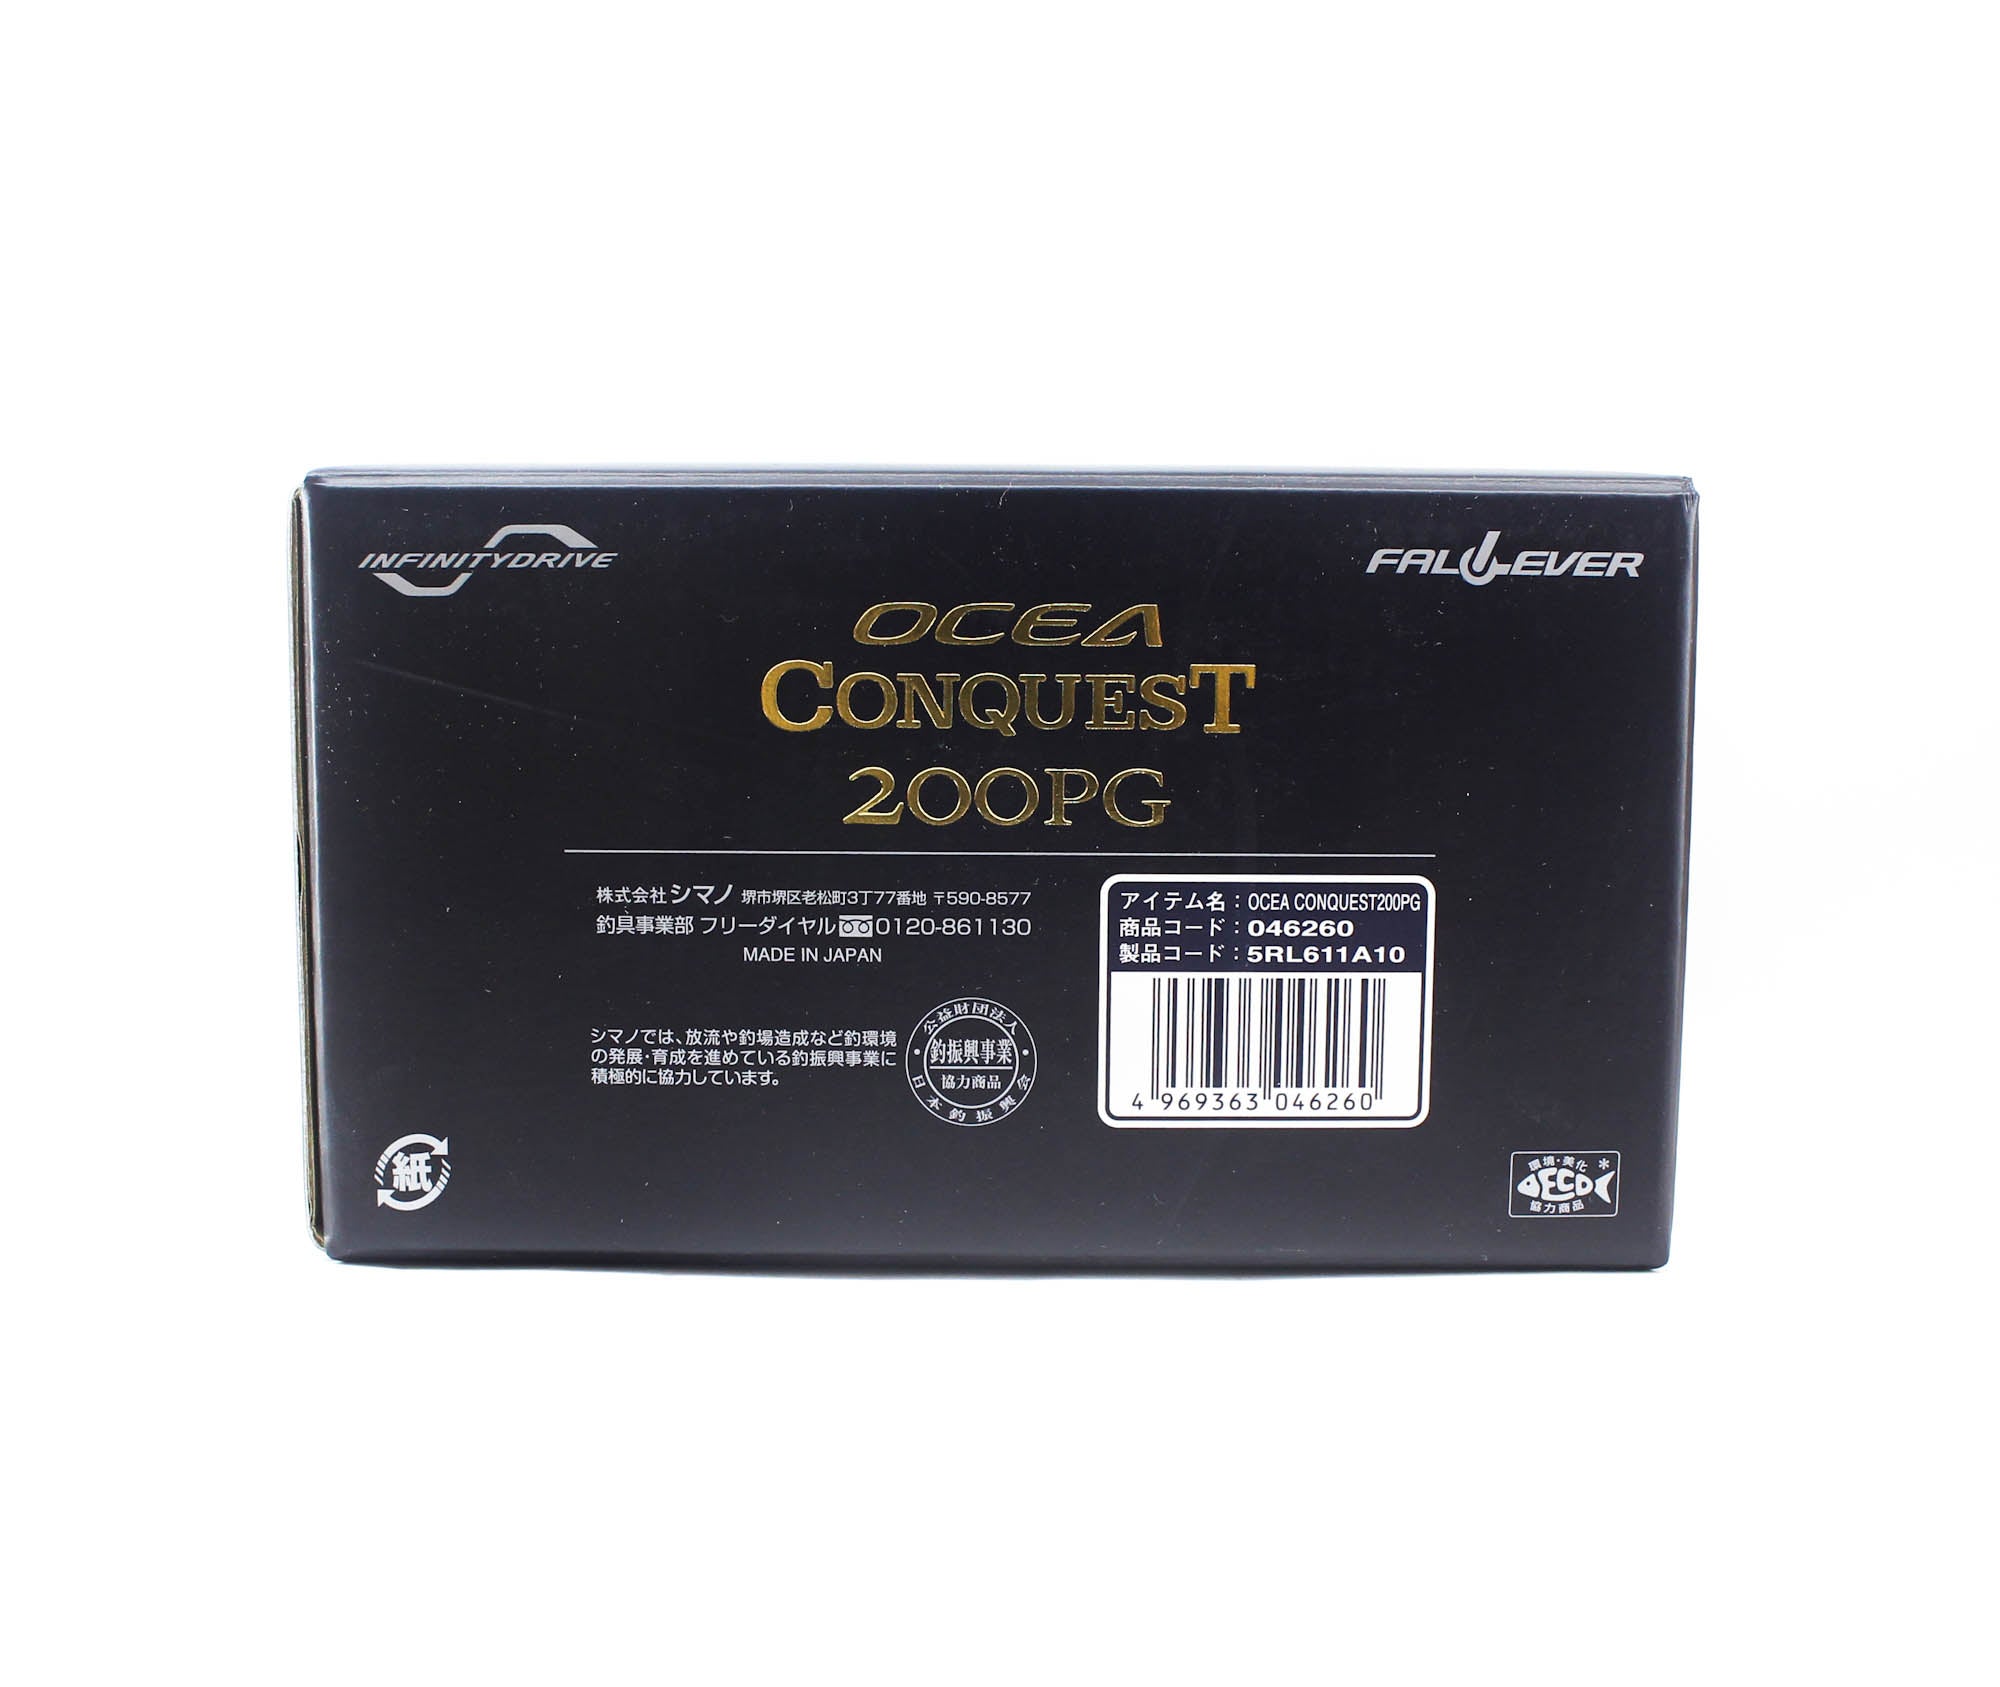 INFINITYDRIVE
FALLEVER
OCEA
CONQUEST
200PG
株式会社シマノ 堺市堺区老松町3丁77番地 〒590-8577
釣具事業部 フリーダイヤル 0120-861130
MADE IN JAPAN
シマノでは、放流や釣場造成など釣環境
の発展・育成を進めている釣振興事業に
積極的に協力しています。
公益財団法人
釣振興事業
協力商品
日本釣振興会
アイテム名：OCEA CONQUEST200PG
商品コード：046260
製品コード：5RL611A10
4 969363 046260
紙
環境・美化
ECO
協力商品